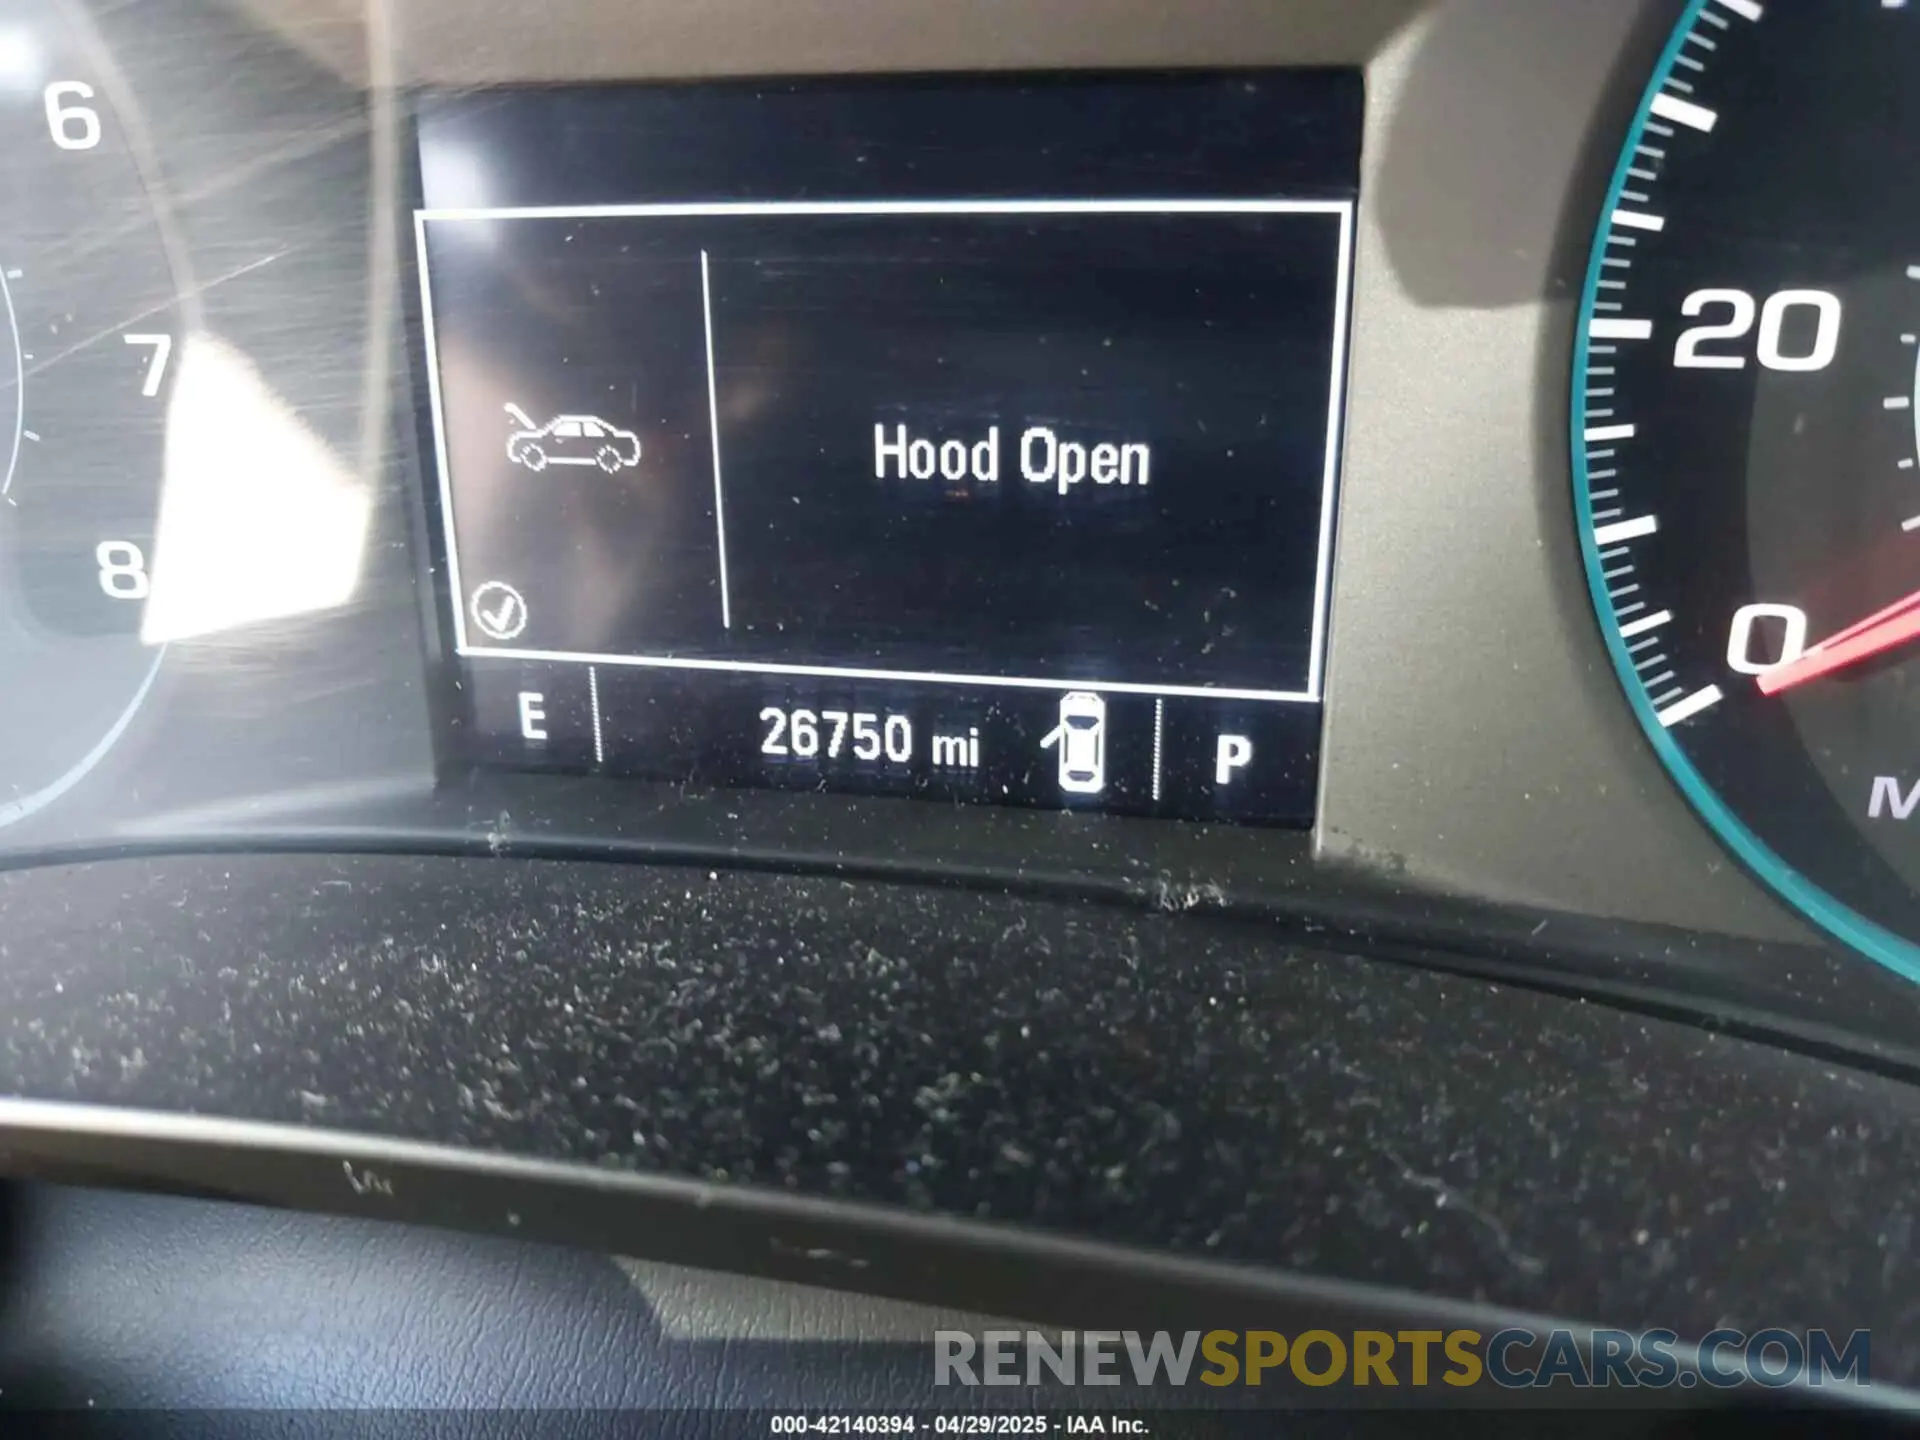 6
7
8
Hood Open
E
26750 mi
P
20
0
RENEWSPORTSCARS.COM
000-42140394 - 04/29/2025 - IAA Inc.